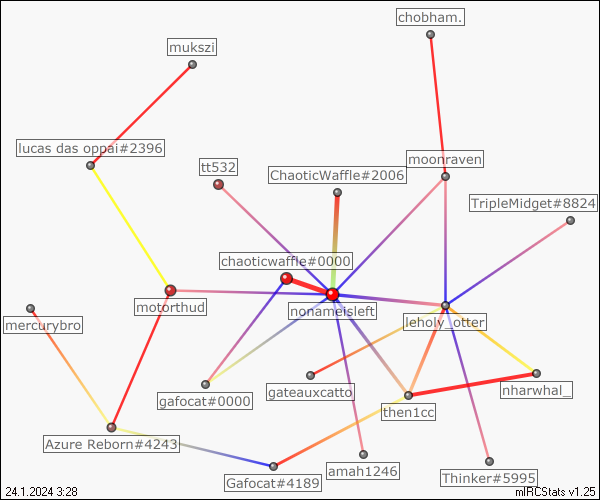 chobham.
mukszi
lucas das oppai#2396
moonraven
tt532
ChaoticWaffle#2006
TripleMidget#8824
chaoticwaffle#0000
motorthud
nonameisleft
leholy_otter
mercurybro
gafocat#0000
gateauxcatto
nharwhal_
then1cc
Azure Reborn#4243
amah1246
Thinker#5995
Gafocat#4189
24.1.2024 3:28
mIRCStats v1.25